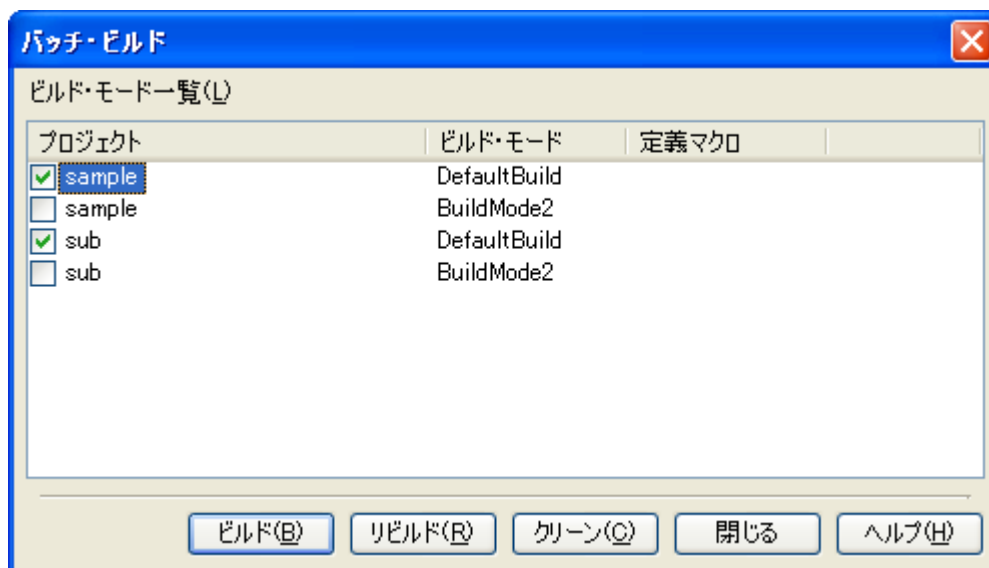 バッチ・ビルド
ビルド・モード一覧(L)
プロジェクト ビルド・モード 定義マクロ
sample DefaultBuild
sample BuildMode2
sub DefaultBuild
sub BuildMode2
ビルド(B) リビルド(R) クリーン(C) 閉じる ヘルプ(H)